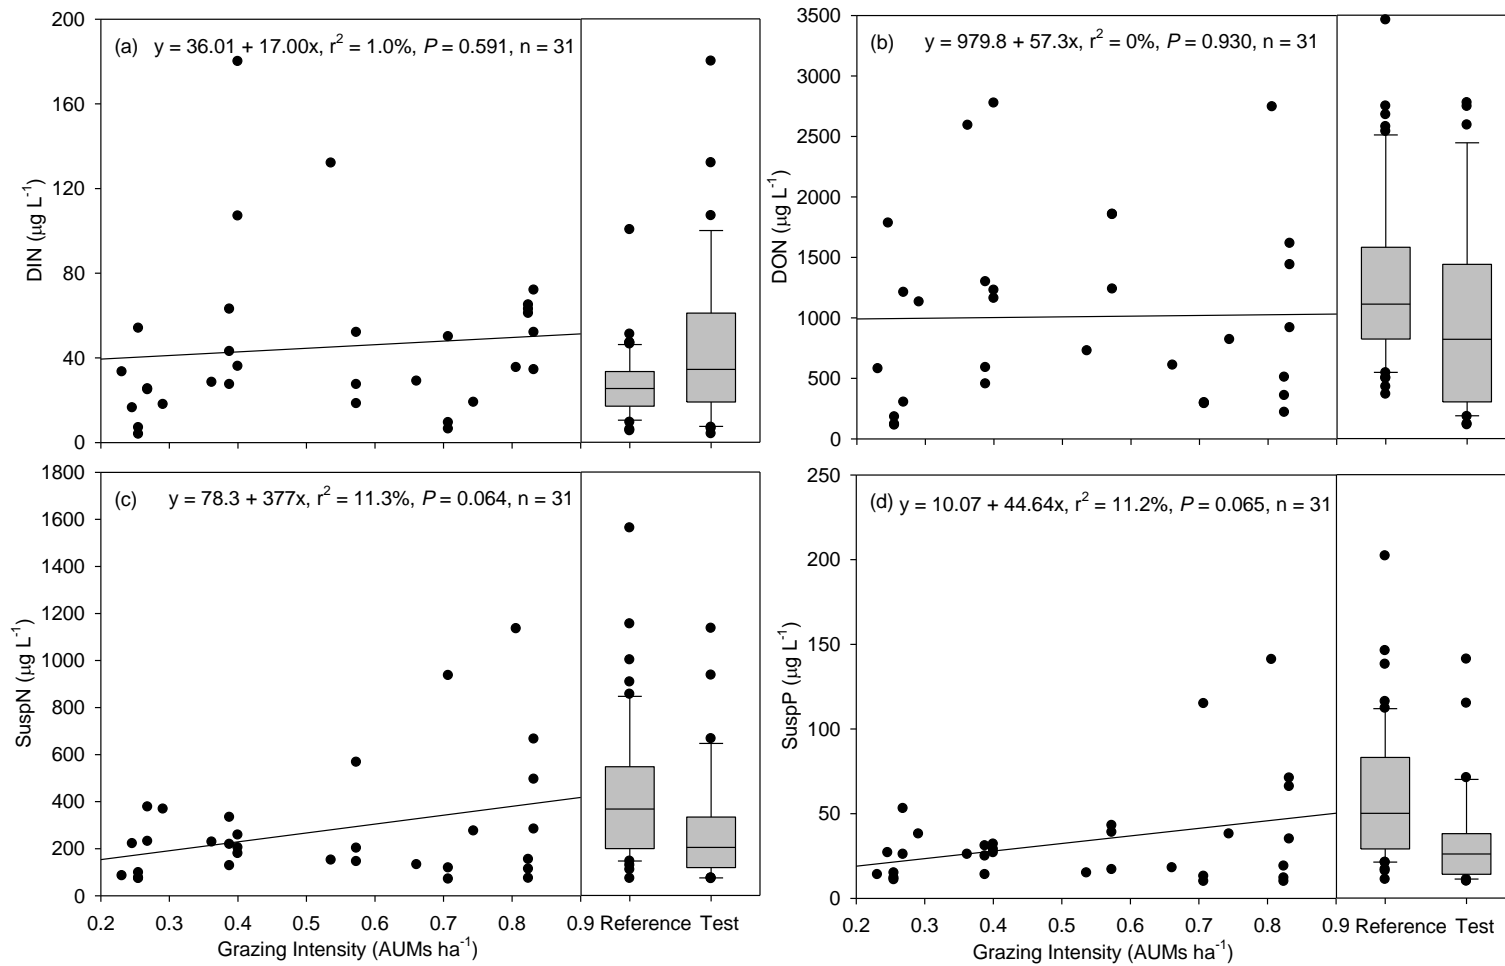 (a) y = 36.01 + 17.00x, r² = 1.0%, P = 0.591, n = 31
200
160
120
80
40
0
DIN (µg L⁻¹)
(b) y = 979.8 + 57.3x, r² = 0%, P = 0.930, n = 31
3500
3000
2500
2000
1500
1000
500
0
DON (µg L⁻¹)
(c) y = 78.3 + 377x, r² = 11.3%, P = 0.064, n = 31
1800
1600
1400
1200
1000
800
600
400
200
0
SuspN (µg L⁻¹)
0.2 0.3 0.4 0.5 0.6 0.7 0.8 0.9 Reference Test
Grazing Intensity (AUMs ha⁻¹)
(d) y = 10.07 + 44.64x, r² = 11.2%, P = 0.065, n = 31
250
200
150
100
50
0
SuspP (µg L⁻¹)
0.2 0.3 0.4 0.5 0.6 0.7 0.8 0.9 Reference Test
Grazing Intensity (AUMs ha⁻¹)